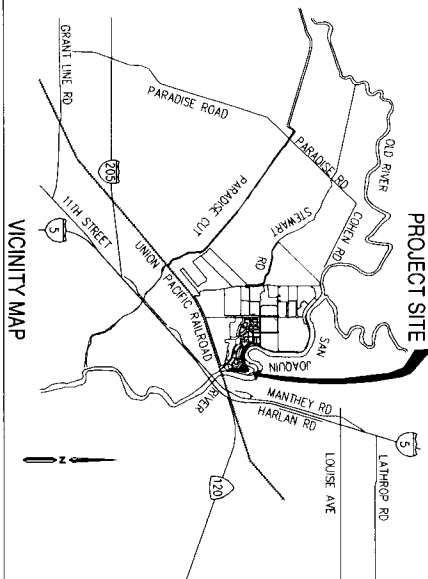 PROJECT SITE
OLD RIVER
COHEN RD
PARADISE RD
STEWART
RD
PARADISE ROAD
GRANT LINE RD
205
PARADISE CUT
UNION PACIFIC RAILROAD
11TH STREET
5
SAN
JOAQUIN
RIVER
MANTHEY RD
HARLAN RD
5
LATHROP RD
LOUISE AVE
120
N
VICINITY MAP